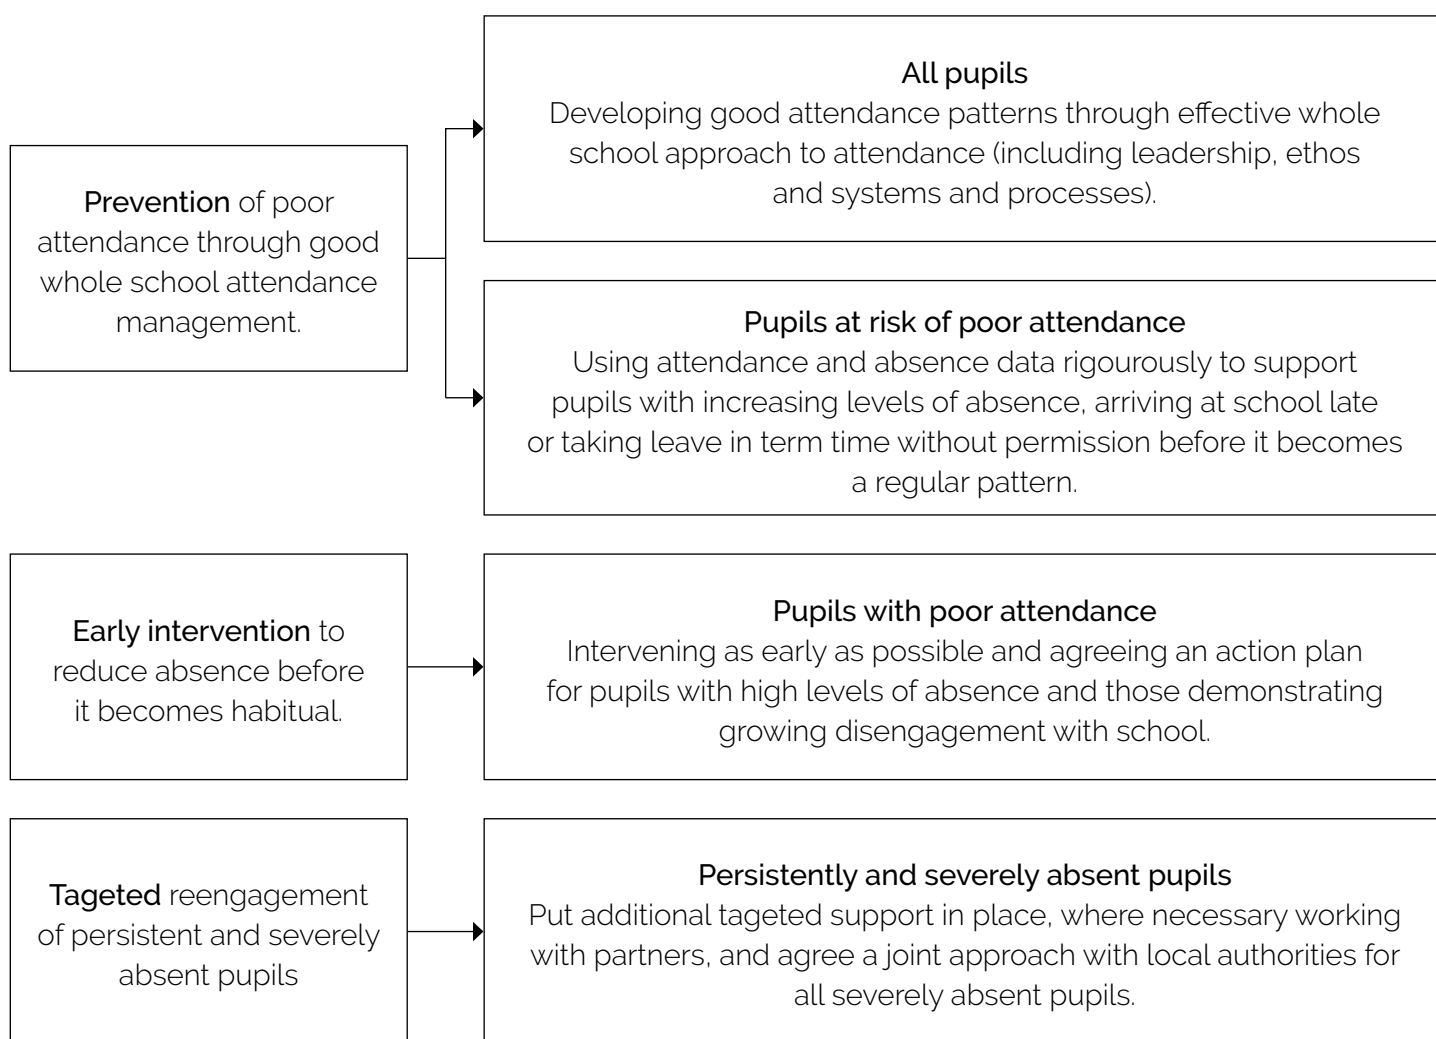 Prevention of poor
attendance through good
whole school attendance
management.
All pupils
Developing good attendance patterns through effective whole
school approach to attendance (including leadership, ethos
and systems and processes).
Pupils at risk of poor attendance
Using attendance and absence data rigourously to support
pupils with increasing levels of absence, arriving at school late
or taking leave in term time without permission before it becomes
a regular pattern.
Early intervention to
reduce absence before
it becomes habitual.
Pupils with poor attendance
Intervening as early as possible and agreeing an action plan
for pupils with high levels of absence and those demonstrating
growing disengagement with school.
Tageted reengagement
of persistent and severely
absent pupils
Persistently and severely absent pupils
Put additional tageted support in place, where necessary working
with partners, and agree a joint approach with local authorities for
all severely absent pupils.